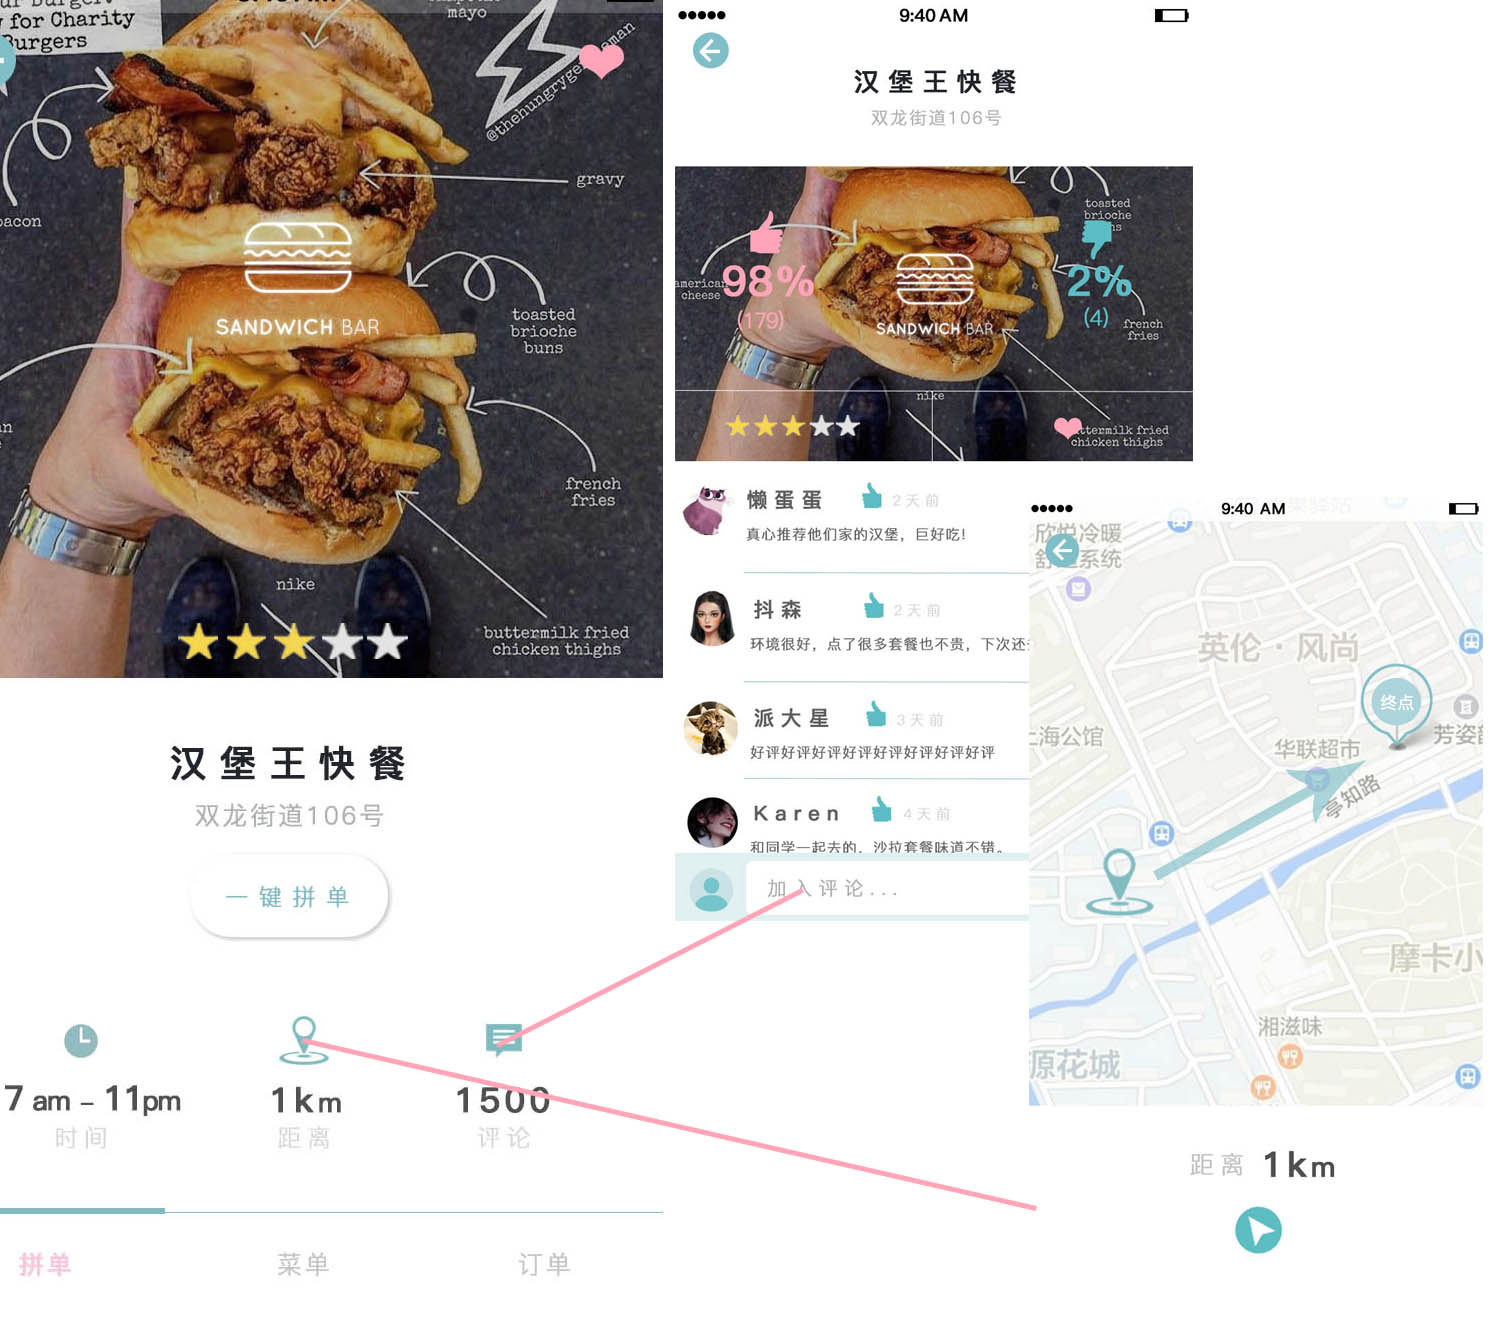 for Charity
Burgers
mayo
@thehungrygentleman
gravy
bacon
SANDWICH BAR
toasted
brioche
buns
french
fries
nike
buttermilk fried
chicken thighs
汉堡王快餐
双龙街道106号
一键拼单
7 am – 11pm
时间
1km
距离
1500
评论
拼单
菜单
订单
9:40 AM
汉堡王快餐
双龙街道106号
toasted
brioche
american
cheese
98%
(179)
SANDWICH BAR
2%
(4)
french
fries
nike
buttermilk fried
chicken thighs
懒蛋蛋 2天前
真心推荐他们家的汉堡，巨好吃!
抖森 2天前
环境很好，点了很多套餐也不贵，下次还
派大星 3天前
好评好评好评好评好评好评好评好评
Karen 4天前
和同学一起去的，沙拉套餐味道不错。
加入评论...
9:40 AM
欣悦冷暖
系统
英伦·风尚
终点
上海公馆
华联超市
芳姿
亭知路
摩卡小
湘滋味
源花城
距离 1km